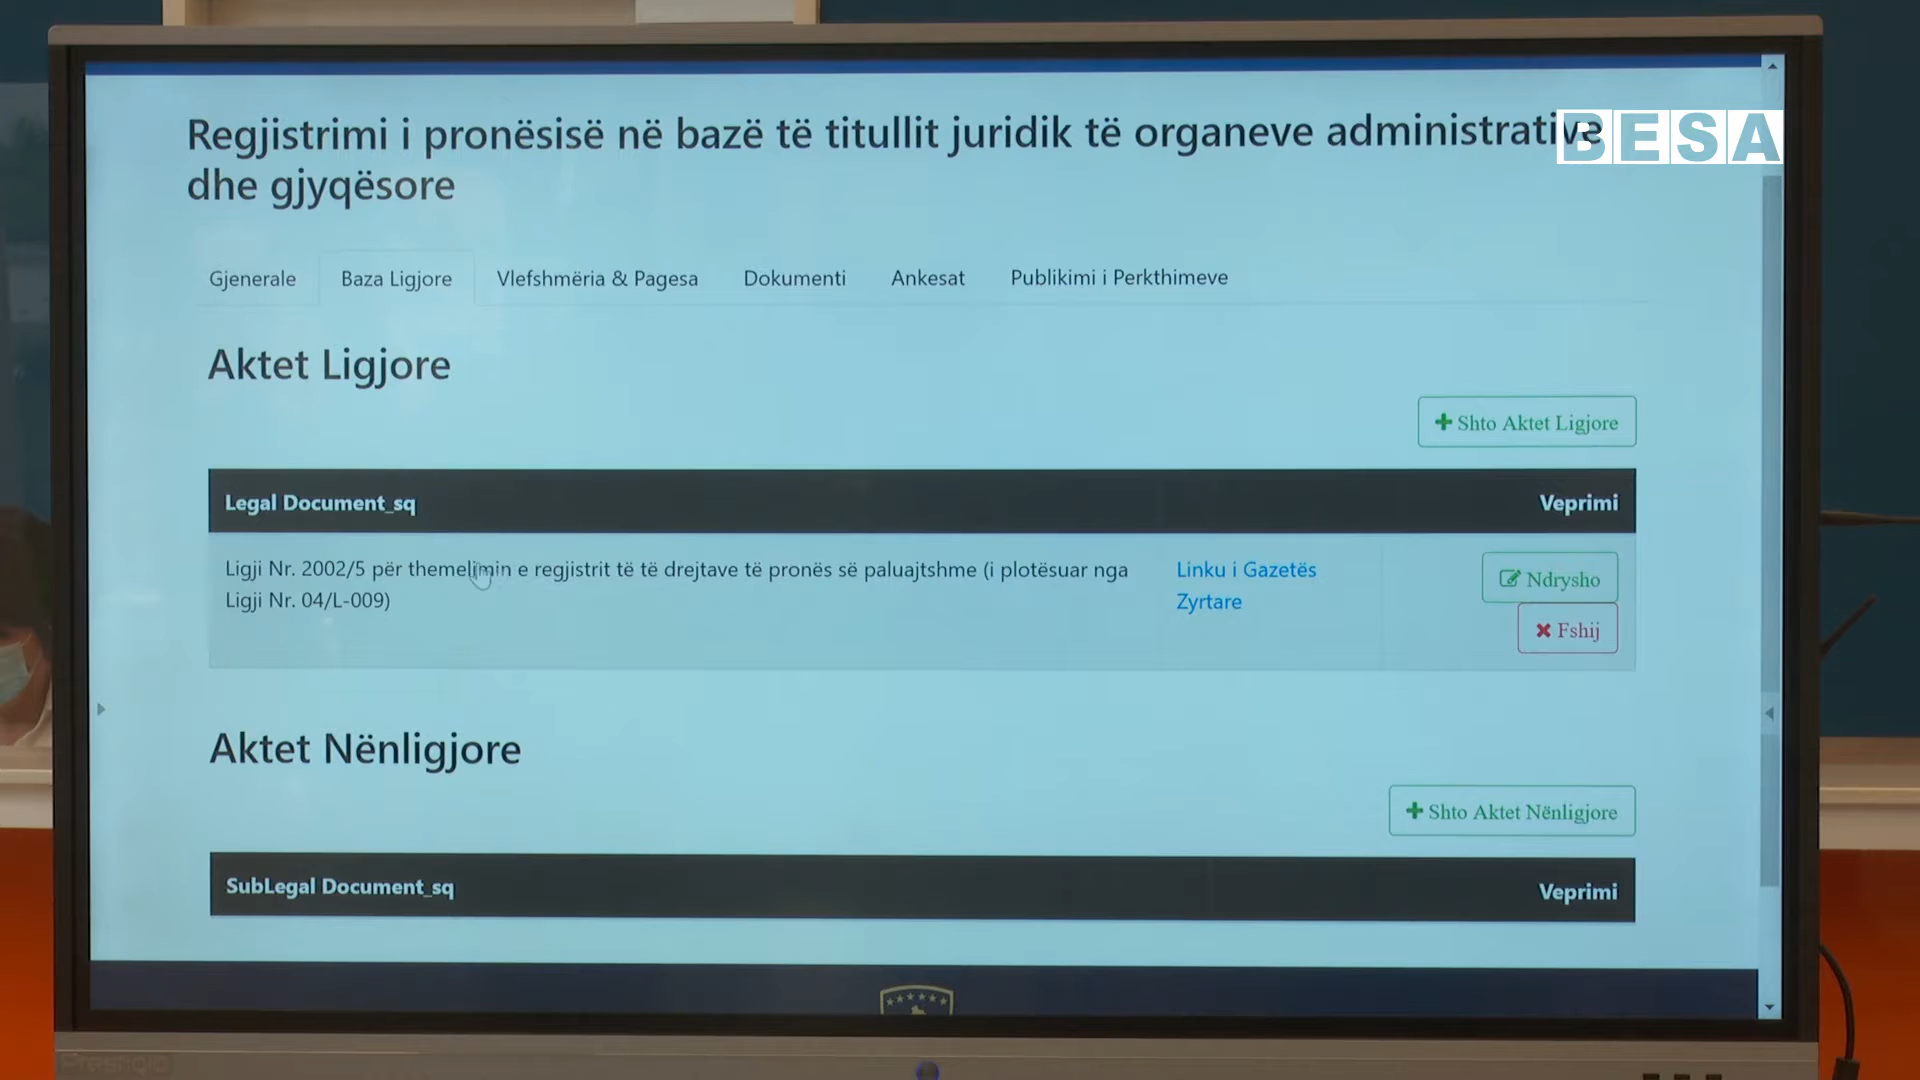 BESA
Regjistrimi i pronësisë në bazë të titullit juridik të organeve administrative
dhe gjyqësore
Gjenerale Baza Ligjore Vlefshmëria & Pagesa Dokumenti Ankesat Publikimi i Perkthimeve
Aktet Ligjore
Shto Aktet Ligjore
Legal Document_sq Veprimi
Ligji Nr. 2002/5 për themelimin e regjistrit të të drejtave të pronës së paluajtshme (i plotësuar nga
Ligji Nr. 04/L-009)
Linku i Gazetës
Zyrtare
Ndrysho
Fshij
Aktet Nënligjore
Shto Aktet Nënligjore
SubLegal Document_sq Veprimi
Prestigio